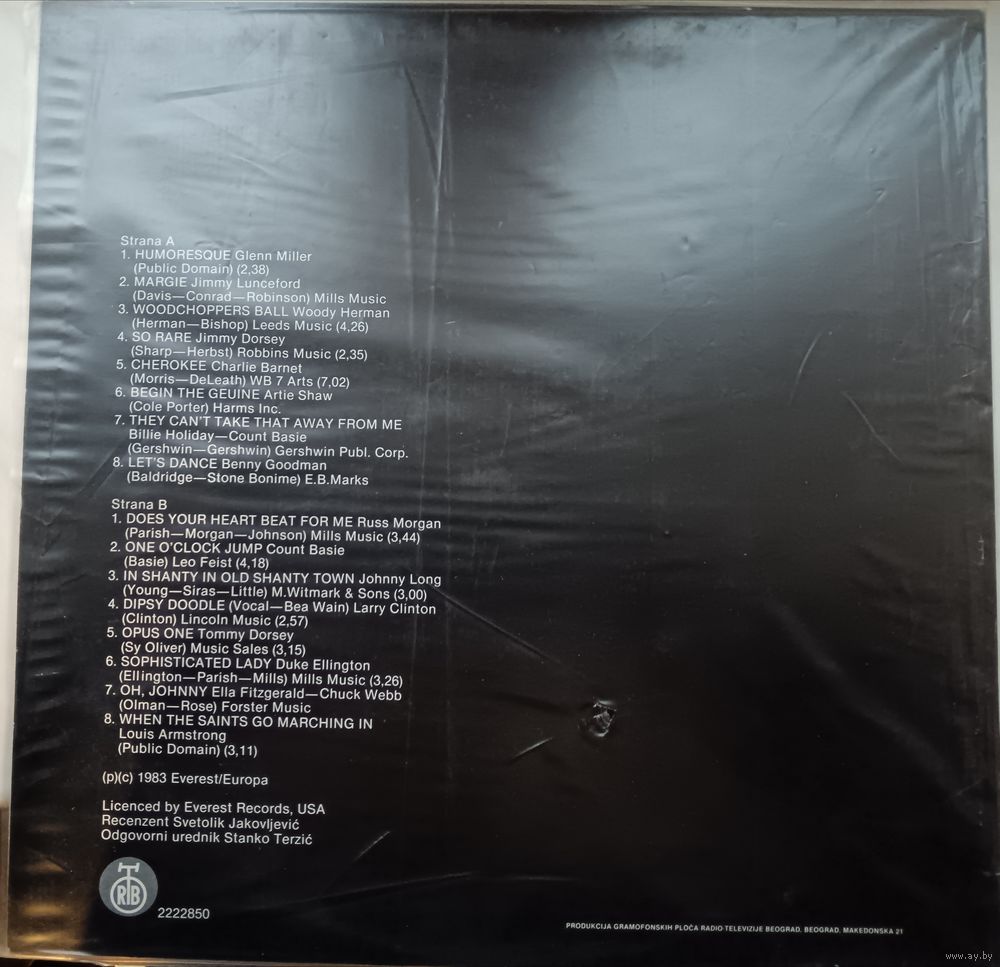 Strana A
1. HUMORESQUE Glenn Miller
(Public Domain) (2,38)
2. MARGIE Jimmy Lunceford
(Davis—Conrad—Robinson) Mills Music
3. WOODCHOPPERS BALL Woody Herman
(Herman—Bishop) Leeds Music (4,26)
4. SO RARE Jimmy Dorsey
(Sharp—Herbst) Robbins Music (2,35)
5. CHEROKEE Charlie Barnet
(Morris—DeLeath) WB 7 Arts (7,02)
6. BEGIN THE GEUINE Artie Shaw
(Cole Porter) Harms Inc.
7. THEY CAN'T TAKE THAT AWAY FROM ME
Billie Holiday—Count Basie
(Gershwin—Gershwin) Gershwin Publ. Corp.
8. LET'S DANCE Benny Goodman
(Baldridge—Stone Bonime) E.B.Marks
Strana B
1. DOES YOUR HEART BEAT FOR ME Russ Morgan
(Parish—Morgan—Johnson) Mills Music (3,44)
2. ONE O'CLOCK JUMP Count Basie
(Basie) Leo Feist (4,18)
3. IN SHANTY IN OLD SHANTY TOWN Johnny Long
(Young—Siras—Little) M.Witmark & Sons (3,00)
4. DIPSY DOODLE (Vocal—Bea Wain) Larry Clinton
(Clinton) Lincoln Music (2,57)
5. OPUS ONE Tommy Dorsey
(Sy Oliver) Music Sales (3,15)
6. SOPHISTICATED LADY Duke Ellington
(Ellington—Parish—Mills) Mills Music (3,26)
7. OH, JOHNNY Ella Fitzgerald—Chuck Webb
(Olman—Rose) Forster Music
8. WHEN THE SAINTS GO MARCHING IN
Louis Armstrong
(Public Domain) (3,11)
(p)(c) 1983 Everest/Europa
Licenced by Everest Records, USA
Recenzent Svetolik Jakovljević
Odgovorni urednik Stanko Terzić
RTB
2222850
PRODUKCIJA GRAMOFONSKIH PLOČA RADIO-TELEVIZIJE BEOGRAD, BEOGRAD, MAKEDONSKA 21
www.ay.by